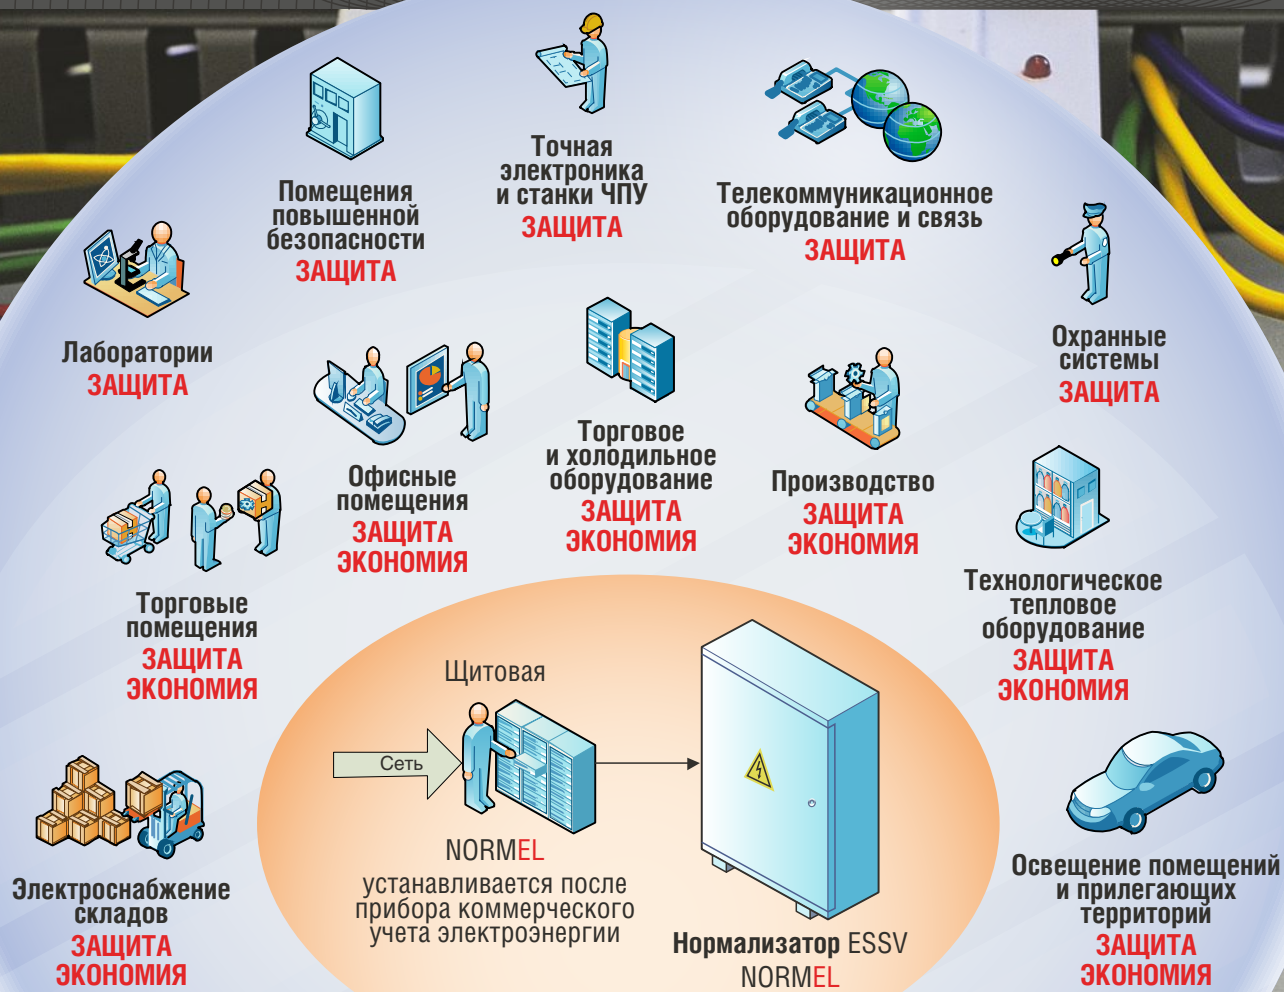 Точная
электроника
и станки ЧПУ
ЗАЩИТА
Помещения
повышенной
безопасности
ЗАЩИТА
Телекоммуникационное
оборудование и связь
ЗАЩИТА
Лаборатории
ЗАЩИТА
Охранные
системы
ЗАЩИТА
Офисные
помещения
ЗАЩИТА
ЭКОНОМИЯ
Торговое
и холодильное
оборудование
ЗАЩИТА
ЭКОНОМИЯ
Производство
ЗАЩИТА
ЭКОНОМИЯ
Торговые
помещения
ЗАЩИТА
ЭКОНОМИЯ
Технологическое
тепловое
оборудование
ЗАЩИТА
ЭКОНОМИЯ
Щитовая
Сеть
NORMEL
устанавливается после
прибора коммерческого
учета электроэнергии
Нормализатор ESSV
NORMEL
Электроснабжение
складов
ЗАЩИТА
ЭКОНОМИЯ
Освещение помещений
и прилегающих
территорий
ЗАЩИТА
ЭКОНОМИЯ